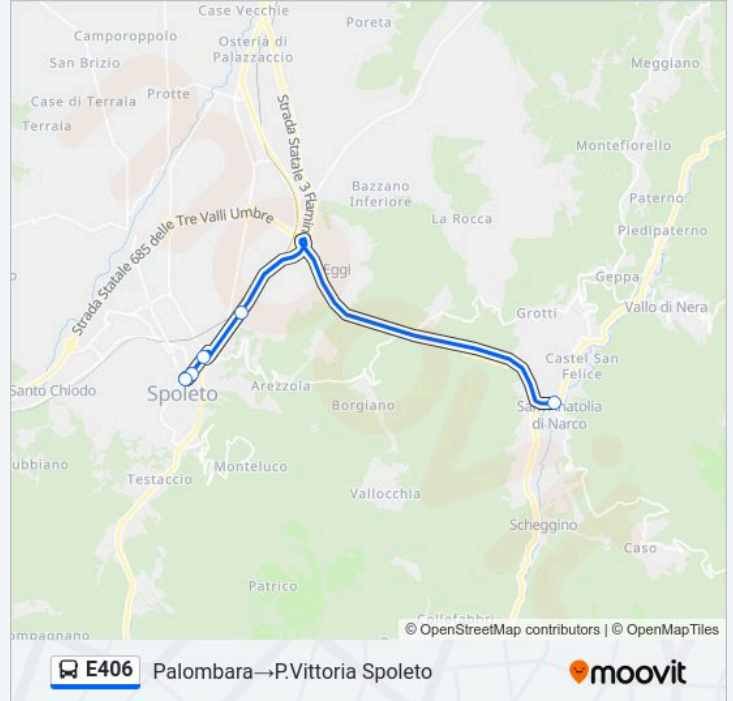 Case Vecchie
Poreta
Camporoppolo
Osteria di
Palazzaccio
San Brizio
Meggiano
Case di Terraia
Protte
Terraia
Strada Statale 3 Flamin
Montefiorello
Bazzano
Inferiore
Paterno
La Rocca
Piedipaterno
Strada Statale 685 delle Tre Valli Umbre
Eggi
Geppa
Grotti
Vallo di Nera
Castel San
Felice
Santo Chiodo
Spoleto
Arezzola
Borgiano
di Narco
ubbiano
Monteluco
Testaccio
Vallocchia
Scheggino
Caso
Patrico
ompagnano
© OpenStreetMap contributors | © OpenMapTiles
E406 Palombara→P.Vittoria Spoleto
moovit